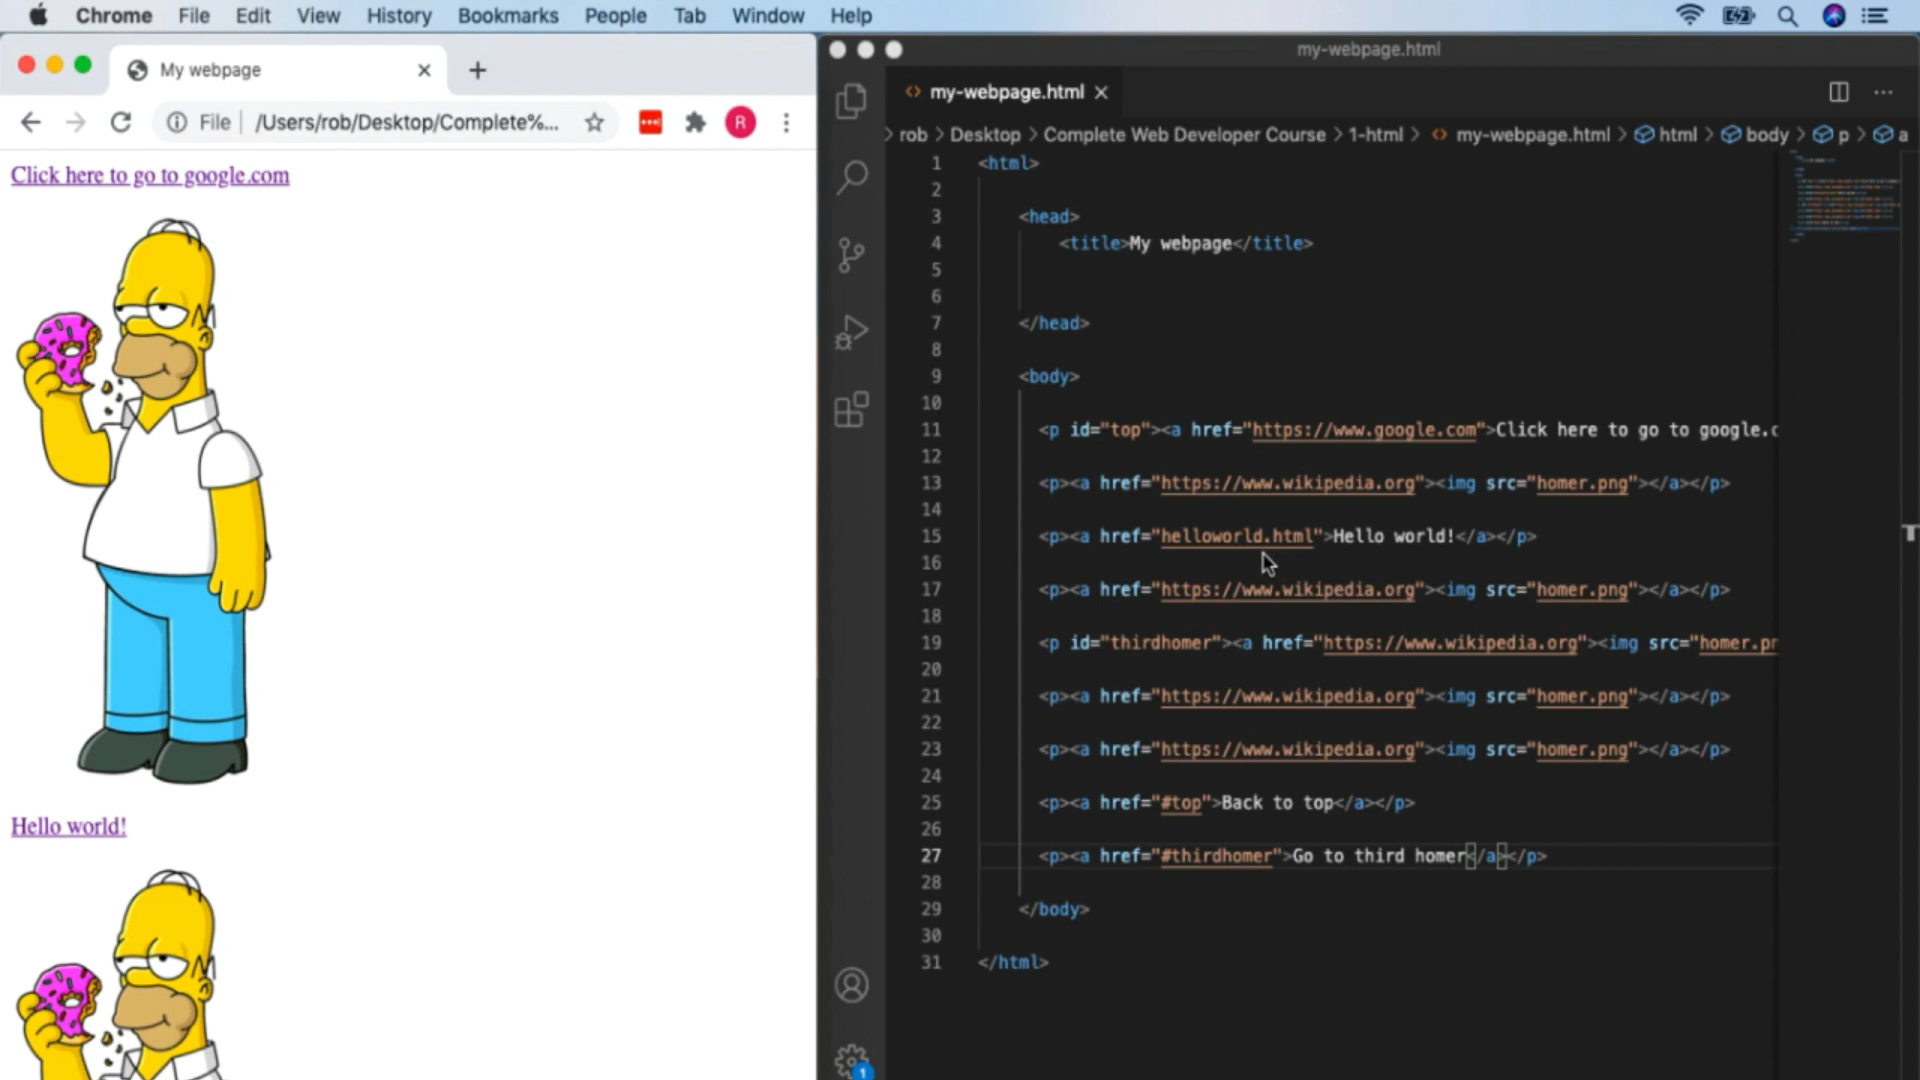 Chrome File Edit View History Bookmarks People Tab Window Help
My webpage
File /Users/rob/Desktop/Complete%...
R
Click here to go to google.com
Hello world!
my-webpage.html
my-webpage.html
rob > Desktop > Complete Web Developer Course > 1-html > my-webpage.html > html > body > p > a
1 <html>
2
3 <head>
4 <title>My webpage</title>
5
6
7 </head>
8
9 <body>
10
11 <p id="top"><a href="https://www.google.com">Click here to go to google.c
12
13 <p><a href="https://www.wikipedia.org"><img src="homer.png"></a></p>
14
15 <p><a href="helloworld.html">Hello world!</a></p>
16
17 <p><a href="https://www.wikipedia.org"><img src="homer.png"></a></p>
18
19 <p id="thirdhomer"><a href="https://www.wikipedia.org"><img src="homer.pn
20
21 <p><a href="https://www.wikipedia.org"><img src="homer.png"></a></p>
22
23 <p><a href="https://www.wikipedia.org"><img src="homer.png"></a></p>
24
25 <p><a href="#top">Back to top</a></p>
26
27 <p><a href="#thirdhomer">Go to third homer</a></p>
28
29 </body>
30
31 </html>
1